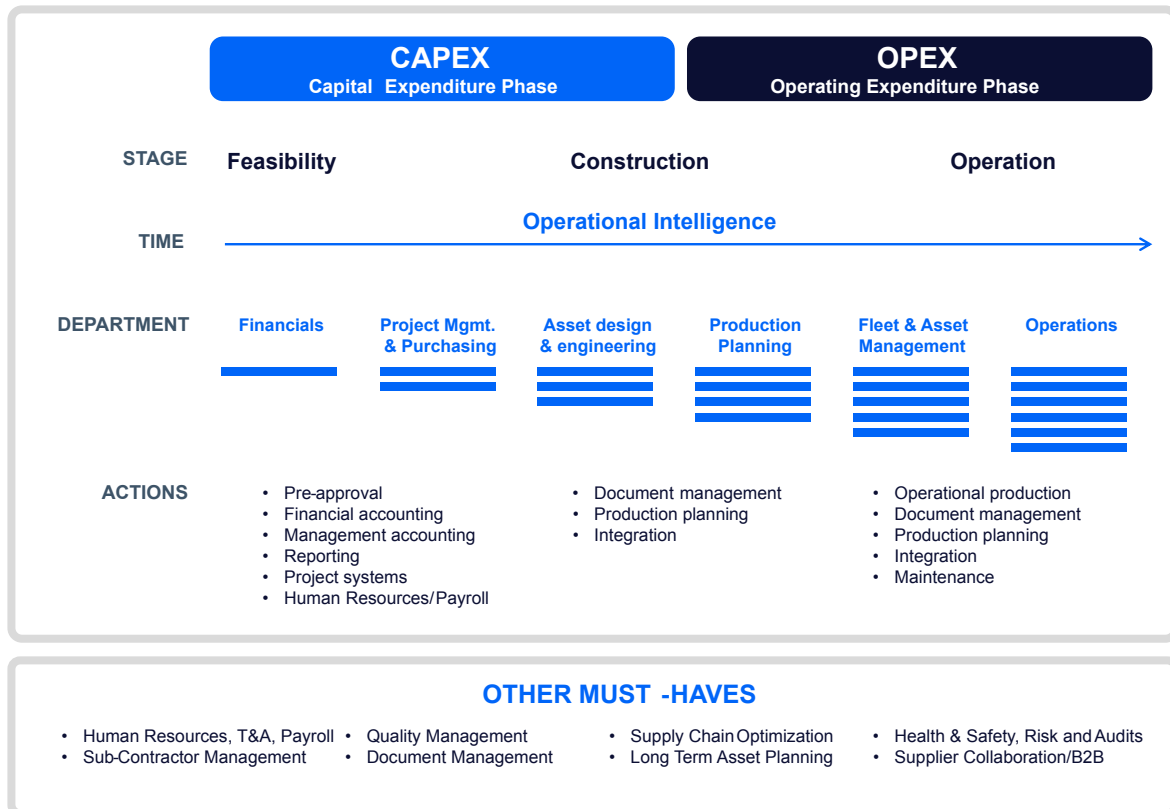 CAPEX
Capital Expenditure Phase
OPEX
Operating Expenditure Phase
STAGE
Feasibility
Construction
Operation
Operational Intelligence
TIME
DEPARTMENT
Financials
Project Mgmt.
& Purchasing
Asset design
& engineering
Production
Planning
Fleet & Asset
Management
Operations
ACTIONS
• Pre-approval
• Financial accounting
• Management accounting
• Reporting
• Project systems
• Human Resources/Payroll
• Document management
• Production planning
• Integration
• Operational production
• Document management
• Production planning
• Integration
• Maintenance
OTHER MUST -HAVES
• Human Resources, T&A, Payroll
• Sub-Contractor Management
• Quality Management
• Document Management
• Supply Chain Optimization
• Long Term Asset Planning
• Health & Safety, Risk and Audits
• Supplier Collaboration/B2B